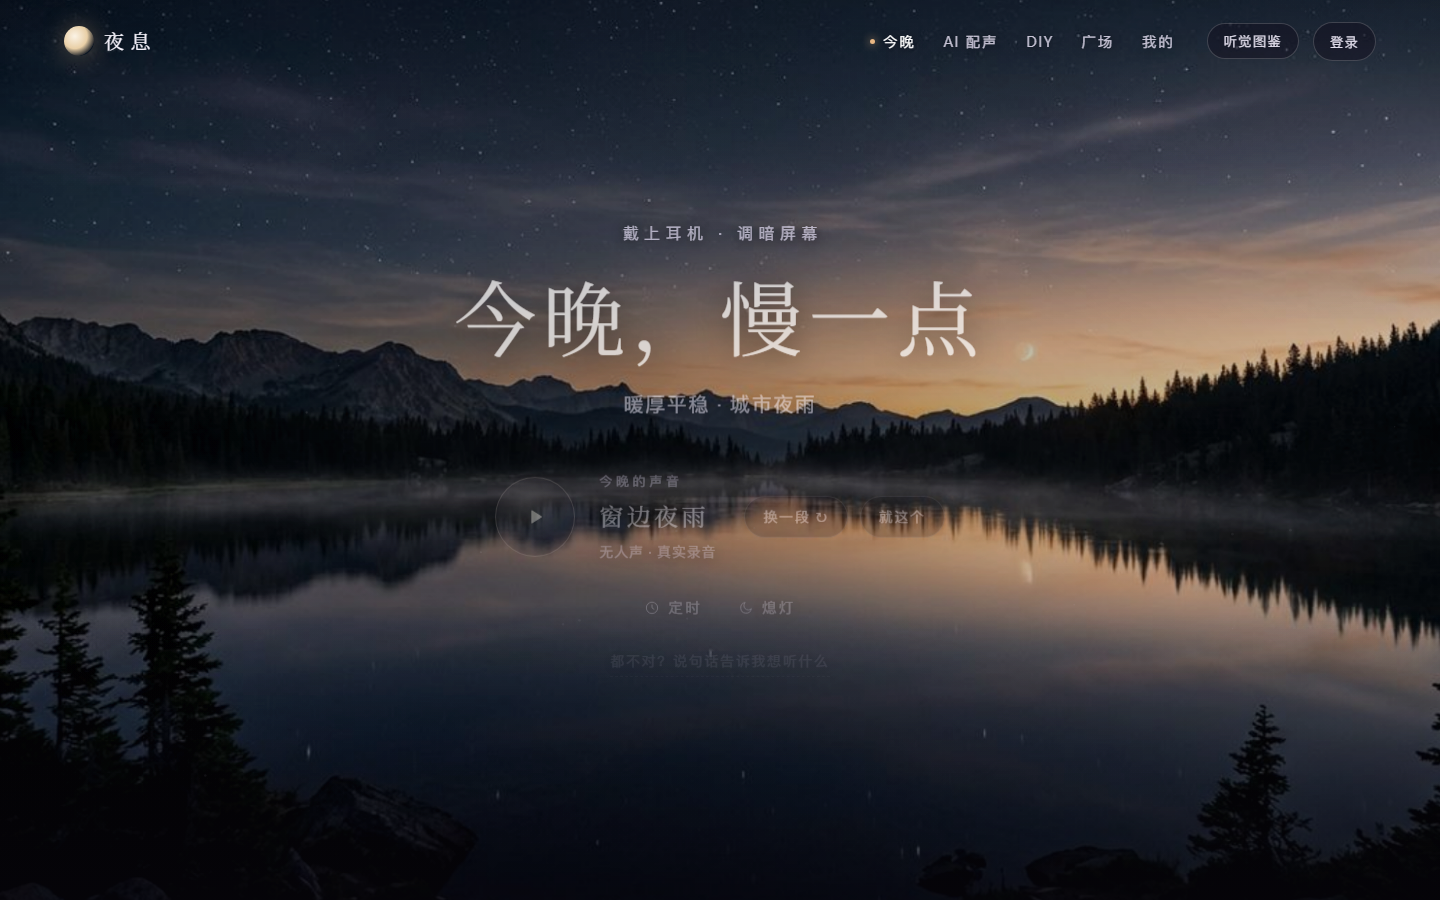 夜息
今晚 AI 配声 DIY 广场 我的 听觉图鉴 登录
戴上耳机 · 调暗屏幕
今晚，慢一点
暖厚平稳 · 城市夜雨
今晚的声音
窗边夜雨 换一段 ↻ 就这个
无人声 · 真实录音
定时 熄灯
都不对？说句话告诉我想听什么